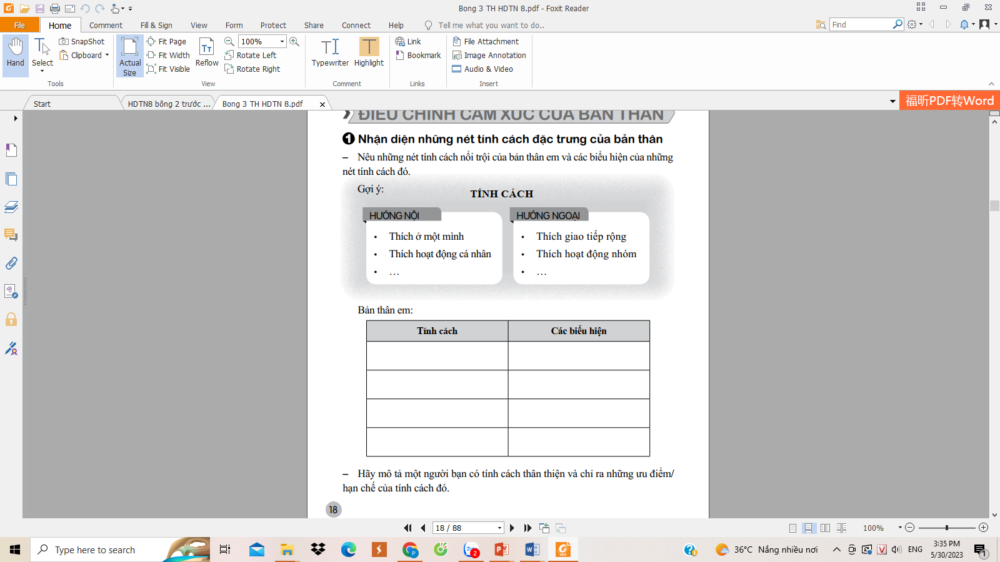 Bong 3 TH HDTN 8.pdf - Foxit Reader
File Home Comment Fill & Sign View Form Protect Share Connect Help Tell me what you want to do.. Find
Hand
Select
SnapShot
Clipboard
Tools
Actual Size
Fit Page
Fit Width
Fit Visible
Reflow
100%
Rotate Left
Rotate Right
View
Typewriter
Highlight
Comment
Link
Bookmark
Links
File Attachment
Image Annotation
Audio & Video
Insert
Start
HDTN8 bông 2 trước ...
Bong 3 TH HDTN 8.pdf
福昕PDF转Word
ĐIỀU CHỈNH CẢM XÚC CỦA BẢN THÂN
1 Nhận diện những nét tính cách đặc trưng của bản thân
– Nêu những nét tính cách nổi trội của bản thân em và các biểu hiện của những
nét tính cách đó.
Gợi ý:
TÍNH CÁCH
HƯỚNG NỘI
• Thích ở một mình
• Thích hoạt động cá nhân
• …
HƯỚNG NGOẠI
• Thích giao tiếp rộng
• Thích hoạt động nhóm
• …
Bản thân em:
Tính cách
Các biểu hiện
– Hãy mô tả một người bạn có tính cách thân thiện và chỉ ra những ưu điểm/
hạn chế của tính cách đó.
18
18 / 88
100%
Type here to search
2
36°C Nắng nhiều nơi
ENG
3:35 PM
5/30/2023
1